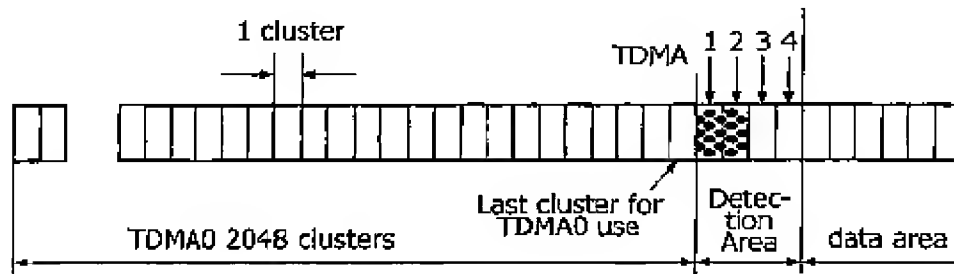 1 cluster
TDMA 1 2 3 4
Last cluster for
TDMA0 use
Detec-
tion
Area
TDMA0 2048 clusters
data area